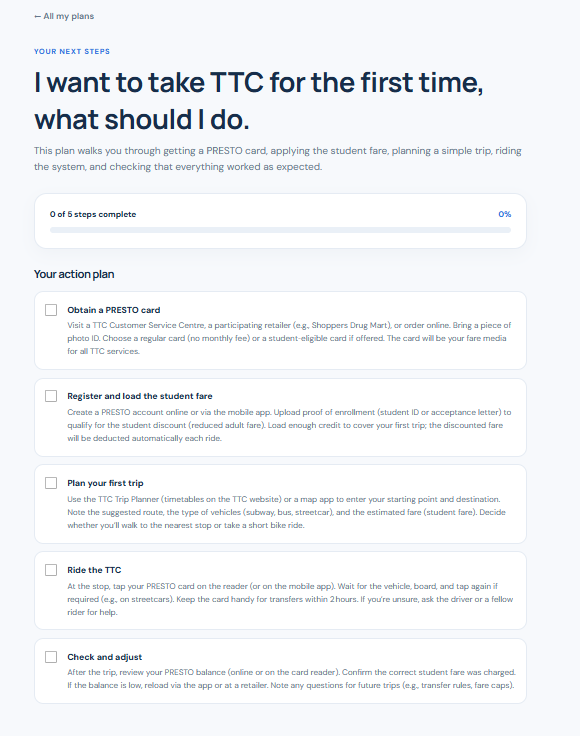 ← All my plans
YOUR NEXT STEPS
I want to take TTC for the first time,
what should I do.
This plan walks you through getting a PRESTO card, applying the student fare, planning a simple trip, riding
the system, and checking that everything worked as expected.
0 of 5 steps complete
0%
Your action plan
Obtain a PRESTO card
Visit a TTC Customer Service Centre, a participating retailer (e.g., Shoppers Drug Mart), or order online. Bring a piece of
photo ID. Choose a regular card (no monthly fee) or a student-eligible card if offered. The card will be your fare media
for all TTC services.
Register and load the student fare
Create a PRESTO account online or via the mobile app. Upload proof of enrollment (student ID or acceptance letter) to
qualify for the student discount (reduced adult fare). Load enough credit to cover your first trip; the discounted fare
will be deducted automatically each ride.
Plan your first trip
Use the TTC Trip Planner (timetables on the TTC website) or a map app to enter your starting point and destination.
Note the suggested route, the type of vehicles (subway, bus, streetcar), and the estimated fare (student fare). Decide
whether you'll walk to the nearest stop or take a short bike ride.
Ride the TTC
At the stop, tap your PRESTO card on the reader (or on the mobile app). Wait for the vehicle, board, and tap again if
required (e.g., on streetcars). Keep the card handy for transfers within 2 hours. If you're unsure, ask the driver or a fellow
rider for help.
Check and adjust
After the trip, review your PRESTO balance (online or on the card reader). Confirm the correct student fare was charged.
If the balance is low, reload via the app or at a retailer. Note any questions for future trips (e.g., transfer rules, fare caps).